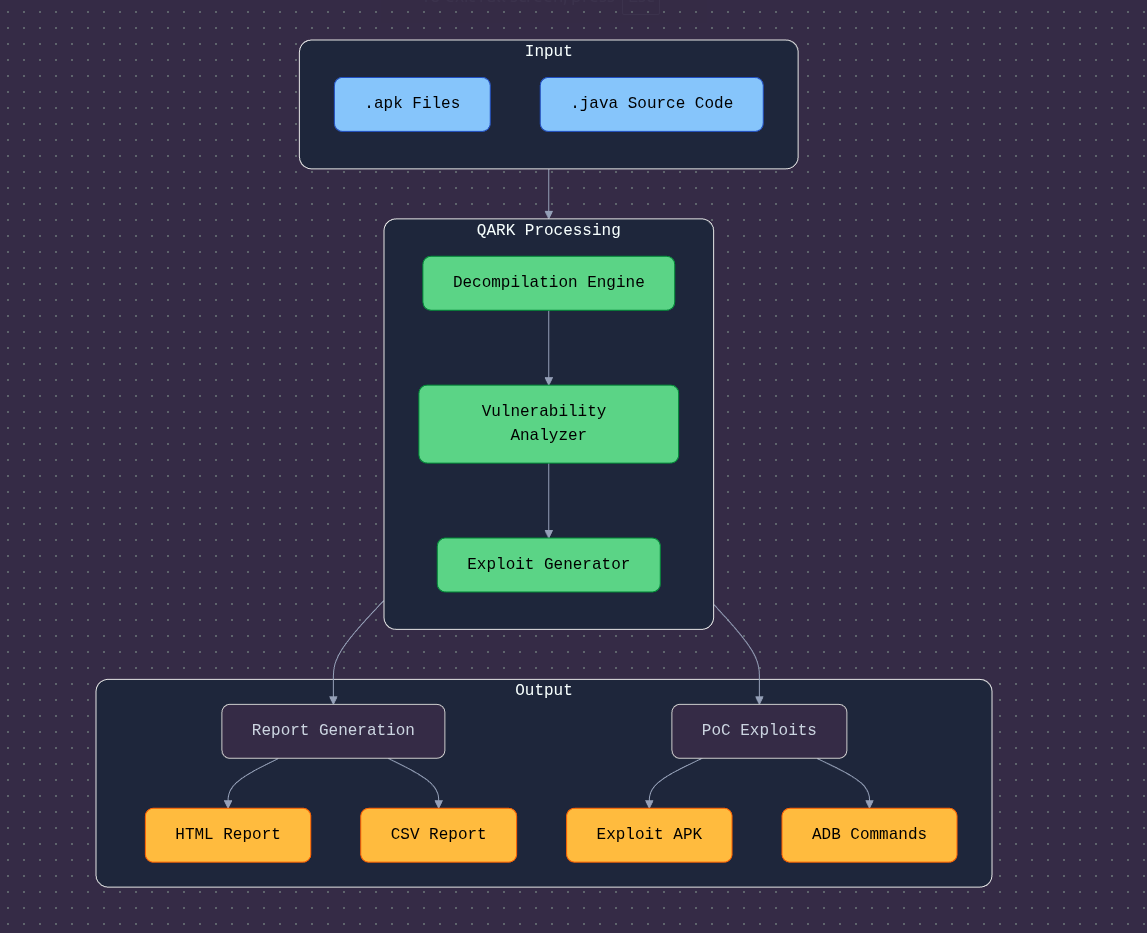 Input
.apk Files
.java Source Code
QARK Processing
Decompilation Engine
Vulnerability
Analyzer
Exploit Generator
Output
Report Generation
PoC Exploits
HTML Report
CSV Report
Exploit APK
ADB Commands